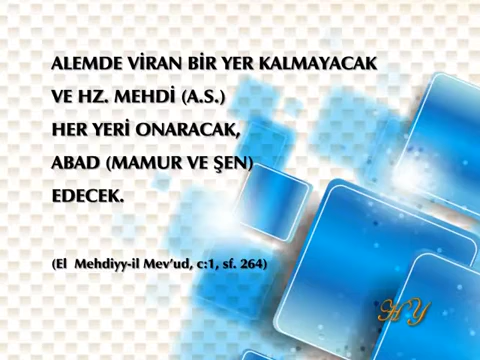 ALEMDE VİRAN BİR YER KALMAYACAK
VE HZ. MEHDİ (A.S.)
HER YERİ ONARACAK,
ABAD (MAMUR VE ŞEN)
EDECEK.
(El Mehdiyy-il Mev'ud, c:1, sf. 264)
HY